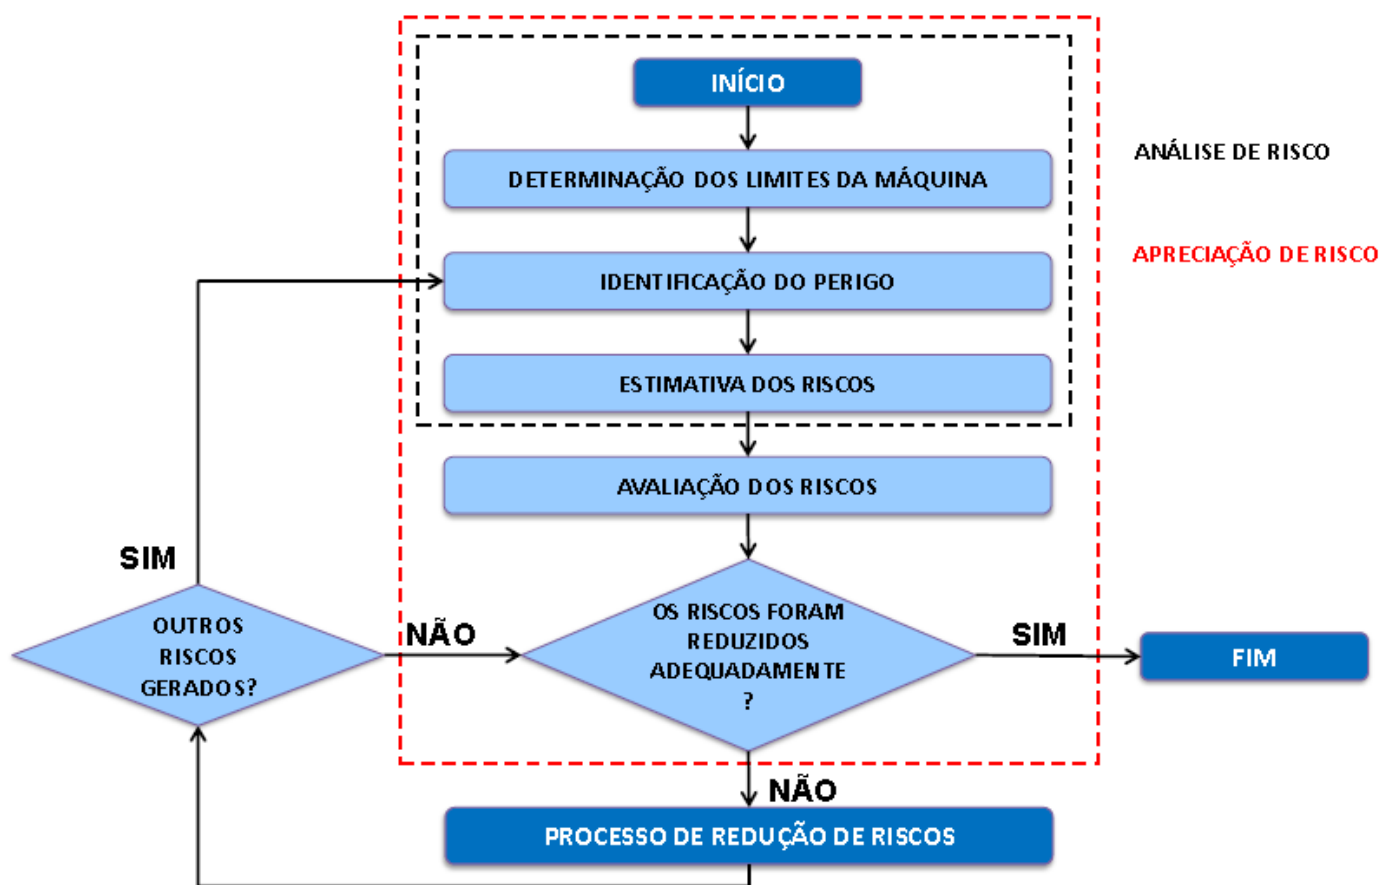 INÍCIO
DETERMINAÇÃO DOS LIMITES DA MÁQUINA
ANÁLISE DE RISCO
APRECIAÇÃO DE RISCO
IDENTIFICAÇÃO DO PERIGO
ESTIMATIVA DOS RISCOS
AVALIAÇÃO DOS RISCOS
SIM
OUTROS
RISCOS
GERADOS?
NÃO
OS RISCOS FORAM
REDUZIDOS
ADEQUADAMENTE
?
SIM
FIM
NÃO
PROCESSO DE REDUÇÃO DE RISCOS